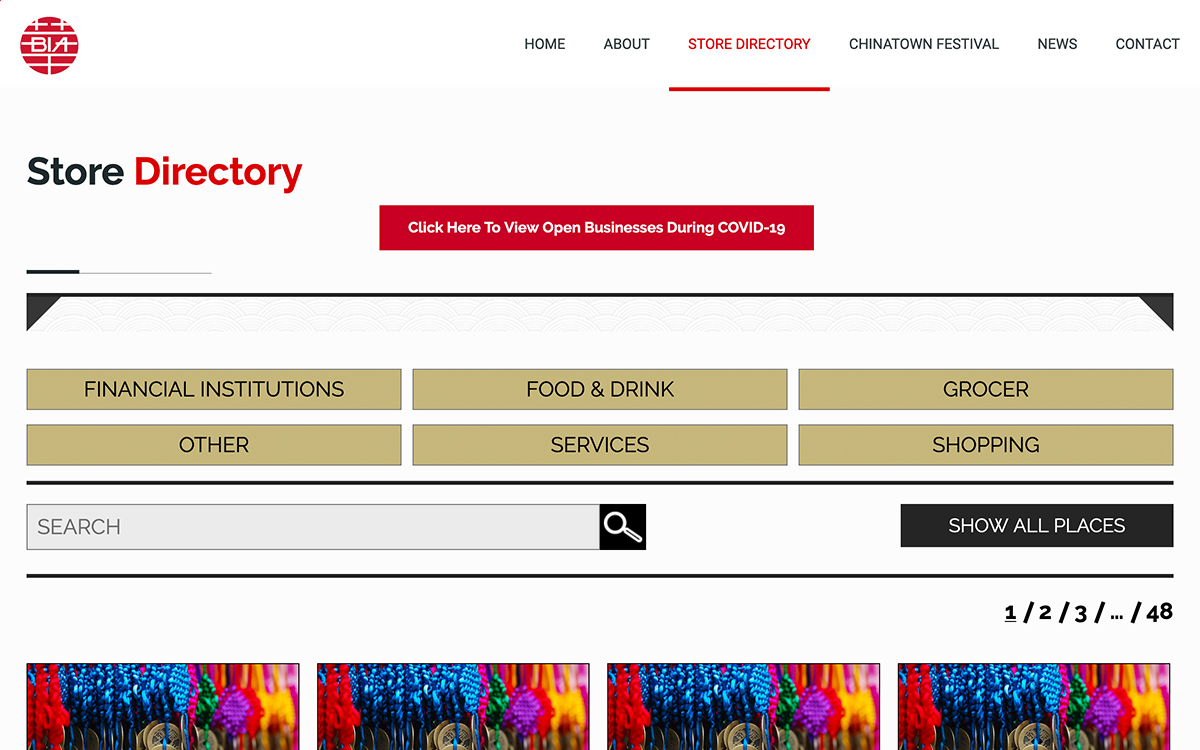 BIA
HOME ABOUT STORE DIRECTORY CHINATOWN FESTIVAL NEWS CONTACT
Store Directory
Click Here To View Open Businesses During COVID-19
FINANCIAL INSTITUTIONS FOOD & DRINK GROCER
OTHER SERVICES SHOPPING
SEARCH SHOW ALL PLACES
1 / 2 / 3 / ... / 48